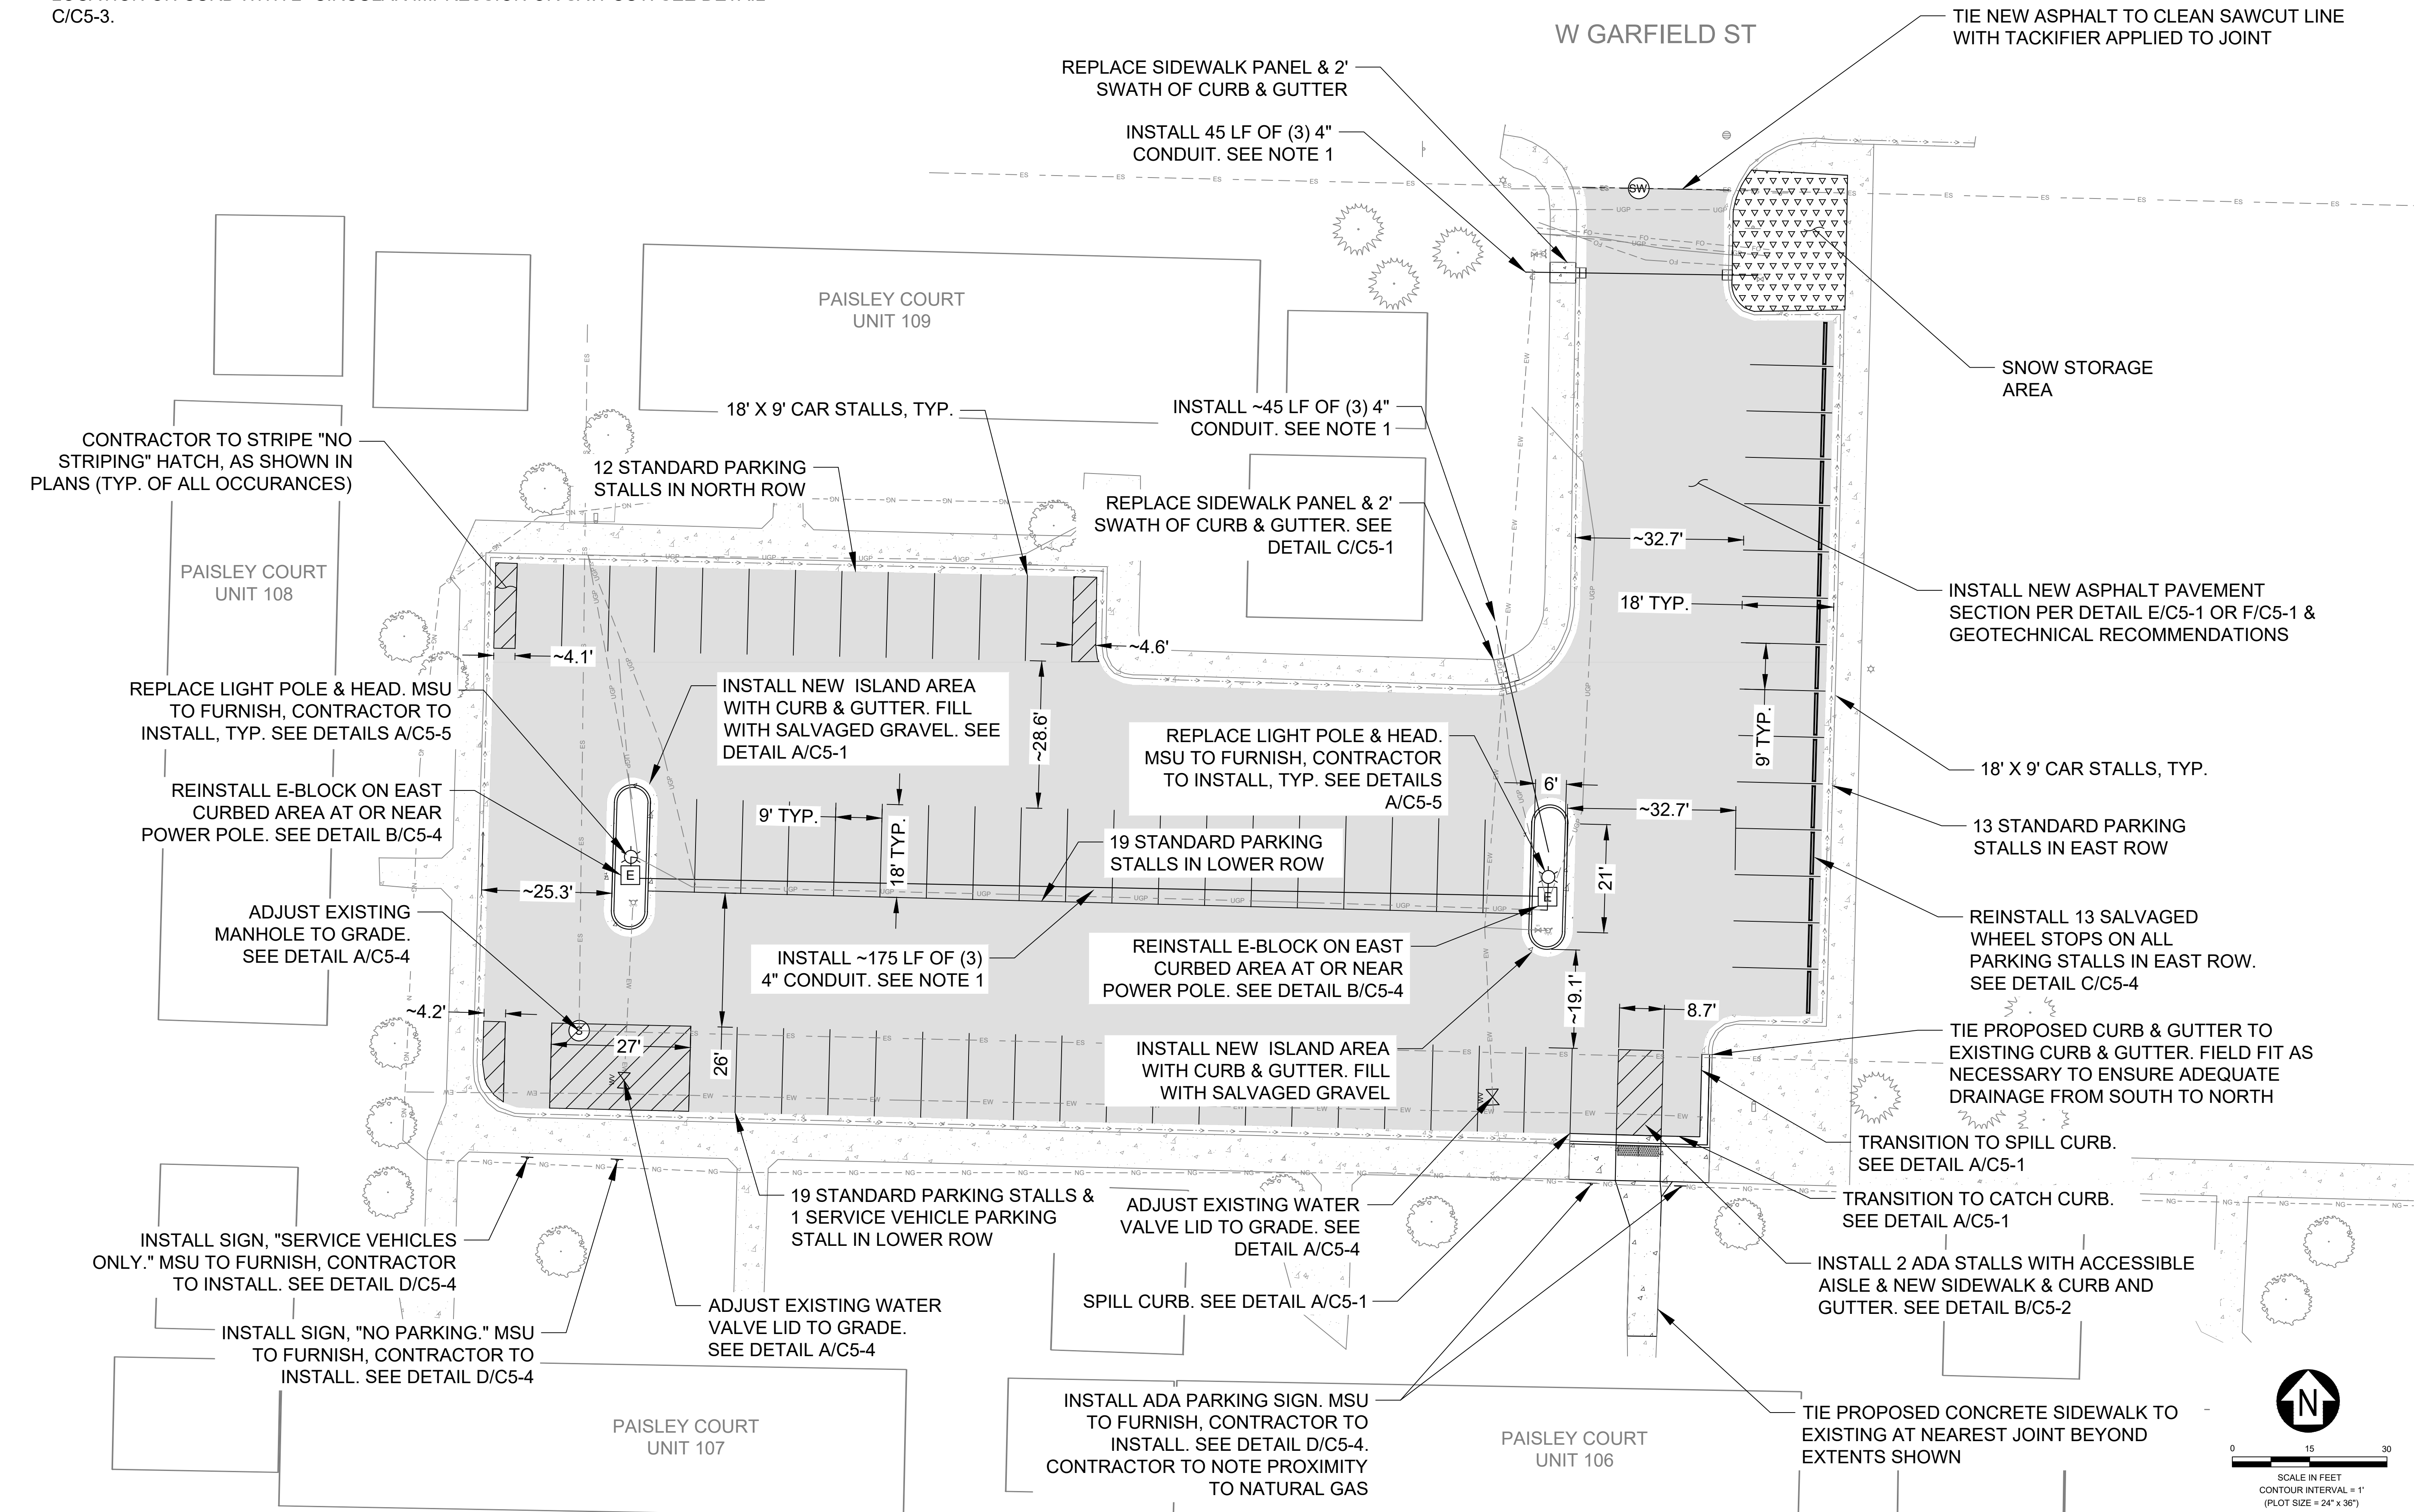 C/C5-3.
W GARFIELD ST
TIE NEW ASPHALT TO CLEAN SAWCUT LINE
WITH TACKIFIER APPLIED TO JOINT
REPLACE SIDEWALK PANEL & 2'
SWATH OF CURB & GUTTER
INSTALL 45 LF OF (3) 4"
CONDUIT. SEE NOTE 1
SW
PAISLEY COURT
UNIT 109
SNOW STORAGE
AREA
18' X 9' CAR STALLS, TYP.
INSTALL ~45 LF OF (3) 4"
CONDUIT. SEE NOTE 1
CONTRACTOR TO STRIPE "NO
STRIPING" HATCH, AS SHOWN IN
PLANS (TYP. OF ALL OCCURANCES)
12 STANDARD PARKING
STALLS IN NORTH ROW
REPLACE SIDEWALK PANEL & 2'
SWATH OF CURB & GUTTER. SEE
DETAIL C/C5-1
~32.7'
PAISLEY COURT
UNIT 108
18' TYP.
INSTALL NEW ASPHALT PAVEMENT
SECTION PER DETAIL E/C5-1 OR F/C5-1 &
GEOTECHNICAL RECOMMENDATIONS
~4.1'
~4.6'
REPLACE LIGHT POLE & HEAD. MSU
TO FURNISH, CONTRACTOR TO
INSTALL, TYP. SEE DETAILS A/C5-5
INSTALL NEW ISLAND AREA
WITH CURB & GUTTER. FILL
WITH SALVAGED GRAVEL. SEE
DETAIL A/C5-1
~28.6'
REPLACE LIGHT POLE & HEAD.
MSU TO FURNISH, CONTRACTOR
TO INSTALL, TYP. SEE DETAILS
A/C5-5
9' TYP.
6'
18' X 9' CAR STALLS, TYP.
REINSTALL E-BLOCK ON EAST
CURBED AREA AT OR NEAR
POWER POLE. SEE DETAIL B/C5-4
9' TYP.
18' TYP.
~32.7'
19 STANDARD PARKING
STALLS IN LOWER ROW
13 STANDARD PARKING
STALLS IN EAST ROW
E
E
21'
~25.3'
ADJUST EXISTING
MANHOLE TO GRADE.
SEE DETAIL A/C5-4
INSTALL ~175 LF OF (3)
4" CONDUIT. SEE NOTE 1
REINSTALL E-BLOCK ON EAST
CURBED AREA AT OR NEAR
POWER POLE. SEE DETAIL B/C5-4
REINSTALL 13 SALVAGED
WHEEL STOPS ON ALL
PARKING STALLS IN EAST ROW.
SEE DETAIL C/C5-4
~4.2'
~19.1'
8.7'
S
27'
26'
INSTALL NEW ISLAND AREA
WITH CURB & GUTTER. FILL
WITH SALVAGED GRAVEL
TIE PROPOSED CURB & GUTTER TO
EXISTING CURB & GUTTER. FIELD FIT AS
NECESSARY TO ENSURE ADEQUATE
DRAINAGE FROM SOUTH TO NORTH
WV
WV
TRANSITION TO SPILL CURB.
SEE DETAIL A/C5-1
19 STANDARD PARKING STALLS &
1 SERVICE VEHICLE PARKING
STALL IN LOWER ROW
ADJUST EXISTING WATER
VALVE LID TO GRADE. SEE
DETAIL A/C5-4
TRANSITION TO CATCH CURB.
SEE DETAIL A/C5-1
INSTALL SIGN, "SERVICE VEHICLES
ONLY." MSU TO FURNISH, CONTRACTOR
TO INSTALL. SEE DETAIL D/C5-4
INSTALL 2 ADA STALLS WITH ACCESSIBLE
AISLE & NEW SIDEWALK & CURB AND
GUTTER. SEE DETAIL B/C5-2
SPILL CURB. SEE DETAIL A/C5-1
ADJUST EXISTING WATER
VALVE LID TO GRADE.
SEE DETAIL A/C5-4
INSTALL SIGN, "NO PARKING." MSU
TO FURNISH, CONTRACTOR TO
INSTALL. SEE DETAIL D/C5-4
INSTALL ADA PARKING SIGN. MSU
TO FURNISH, CONTRACTOR TO
INSTALL. SEE DETAIL D/C5-4.
CONTRACTOR TO NOTE PROXIMITY
TO NATURAL GAS
TIE PROPOSED CONCRETE SIDEWALK TO
EXISTING AT NEAREST JOINT BEYOND
EXTENTS SHOWN
PAISLEY COURT
UNIT 107
PAISLEY COURT
UNIT 106
N
0 15 30
SCALE IN FEET
CONTOUR INTERVAL = 1'
(PLOT SIZE = 24" x 36")